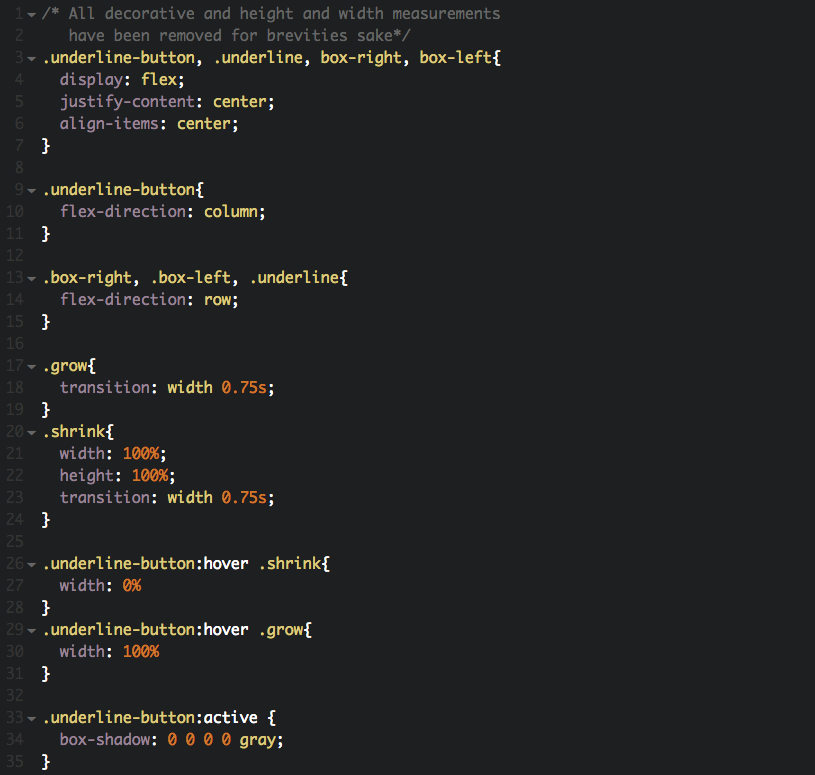 1 /* All decorative and height and width measurements
2 have been removed for brevities sake*/
3 .underline-button, .underline, box-right, box-left{
4 display: flex;
5 justify-content: center;
6 align-items: center;
7 }
8
9 .underline-button{
10 flex-direction: column;
11 }
12
13 .box-right, .box-left, .underline{
14 flex-direction: row;
15 }
16
17 .grow{
18 transition: width 0.75s;
19 }
20 .shrink{
21 width: 100%;
22 height: 100%;
23 transition: width 0.75s;
24 }
25
26 .underline-button:hover .shrink{
27 width: 0%
28 }
29 .underline-button:hover .grow{
30 width: 100%
31 }
32
33 .underline-button:active {
34 box-shadow: 0 0 0 0 gray;
35 }